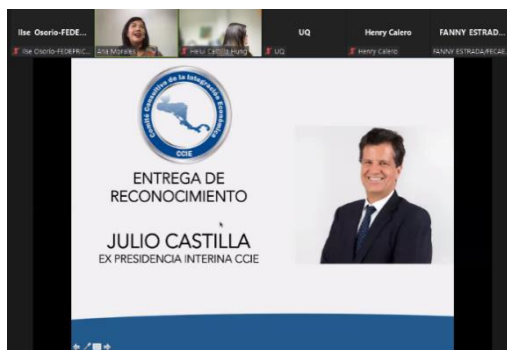 Ilse Osorio-FEDE...
UQ
Henry Calero
FANNY ESTRAD...
Ilse Osorio-FEDEPRIC...
Ana Morales
UQ
Henry Calero
FANNY ESTRADA/FECAE...
Comité Consultivo de la Integración Económica
CCIE
ENTREGA DE
RECONOCIMIENTO
JULIO CASTILLA
EX PRESIDENCIA INTERINA CCIE